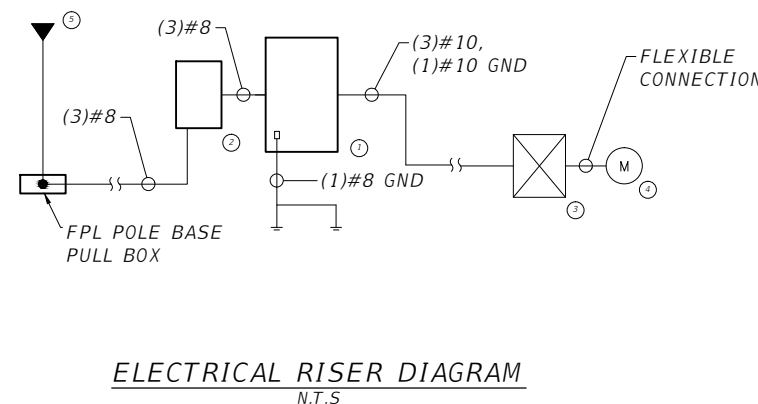 5
(3)#8
(3)#10,
(1)#10 GND
FLEXIBLE
CONNECTION
(3)#8
2
1
M
4
(1)#8 GND
3
FPL POLE BASE
PULL BOX
ELECTRICAL RISER DIAGRAM
N.T.S